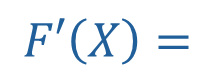 F′(X) =